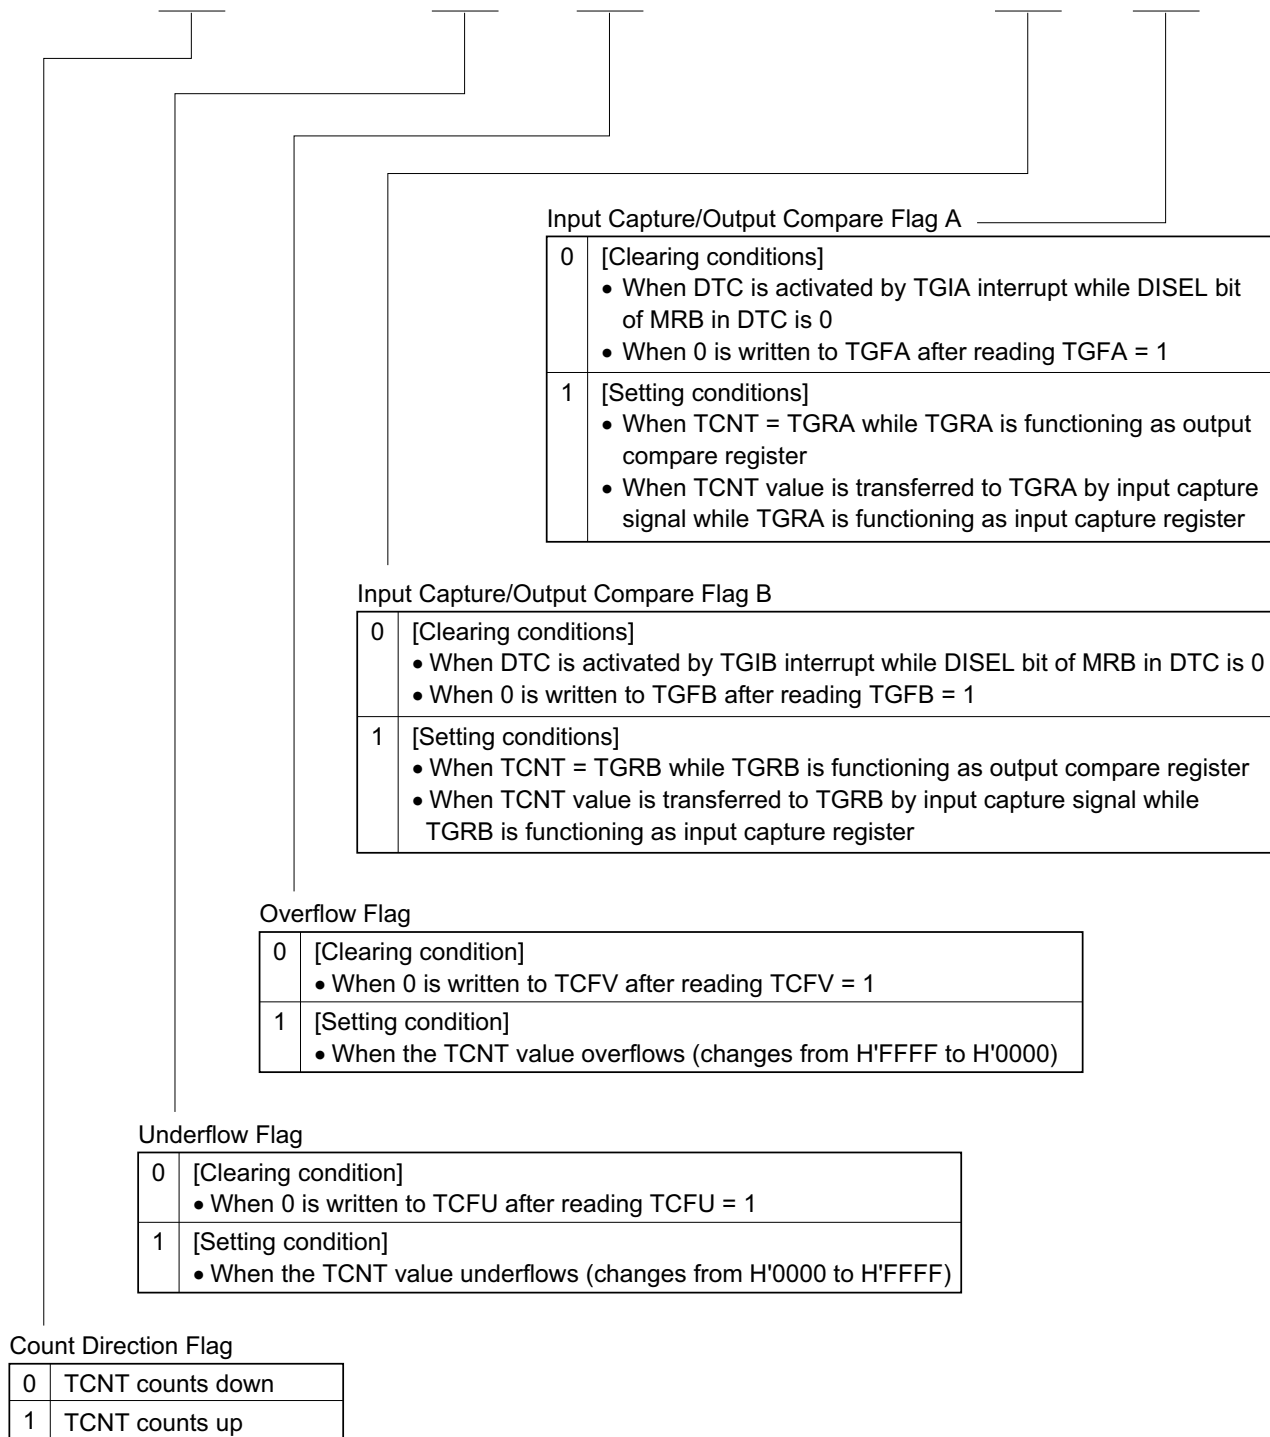 Input Capture/Output Compare Flag A
0 [Clearing conditions]
• When DTC is activated by TGIA interrupt while DISEL bit
of MRB in DTC is 0
• When 0 is written to TGFA after reading TGFA = 1
1 [Setting conditions]
• When TCNT = TGRA while TGRA is functioning as output
compare register
• When TCNT value is transferred to TGRA by input capture
signal while TGRA is functioning as input capture register
Input Capture/Output Compare Flag B
0 [Clearing conditions]
• When DTC is activated by TGIB interrupt while DISEL bit of MRB in DTC is 0
• When 0 is written to TGFB after reading TGFB = 1
1 [Setting conditions]
• When TCNT = TGRB while TGRB is functioning as output compare register
• When TCNT value is transferred to TGRB by input capture signal while
TGRB is functioning as input capture register
Overflow Flag
0 [Clearing condition]
• When 0 is written to TCFV after reading TCFV = 1
1 [Setting condition]
• When the TCNT value overflows (changes from H'FFFF to H'0000)
Underflow Flag
0 [Clearing condition]
• When 0 is written to TCFU after reading TCFU = 1
1 [Setting condition]
• When the TCNT value underflows (changes from H'0000 to H'FFFF)
Count Direction Flag
0 TCNT counts down
1 TCNT counts up